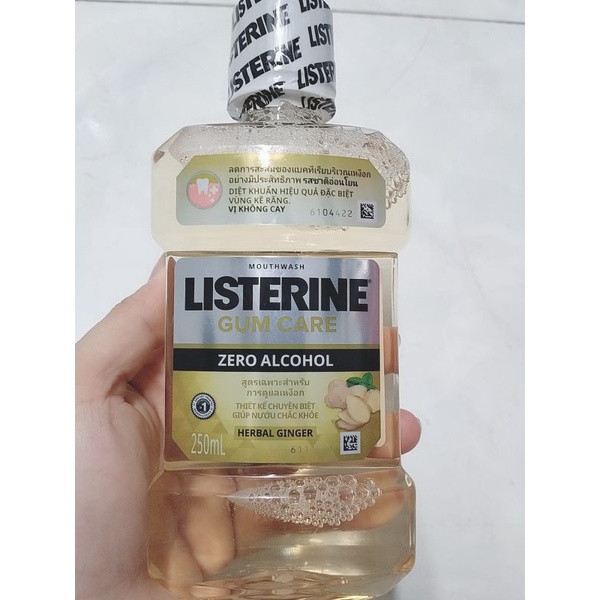 LISTERINE
LISTERINE
LISTERINE
ลดการสะสมของแบคทีเรียบริเวณเหงือก
อย่างมีประสิทธิภาพ รสชาติอ่อนโยน
DIỆT KHUẨN HIỆU QUẢ ĐẶC BIỆT
VÙNG KẼ RĂNG.
VỊ KHÔNG CAY
6104422
MOUTHWASH
LISTERINE®
GUM CARE
ZERO ALCOHOL
สูตรเฉพาะสำหรับ
การดูแลเหงือก
THIẾT KẾ CHUYÊN BIỆT
GIÚP NƯỚU CHẮC KHỎE
HERBAL GINGER
#1
250mL